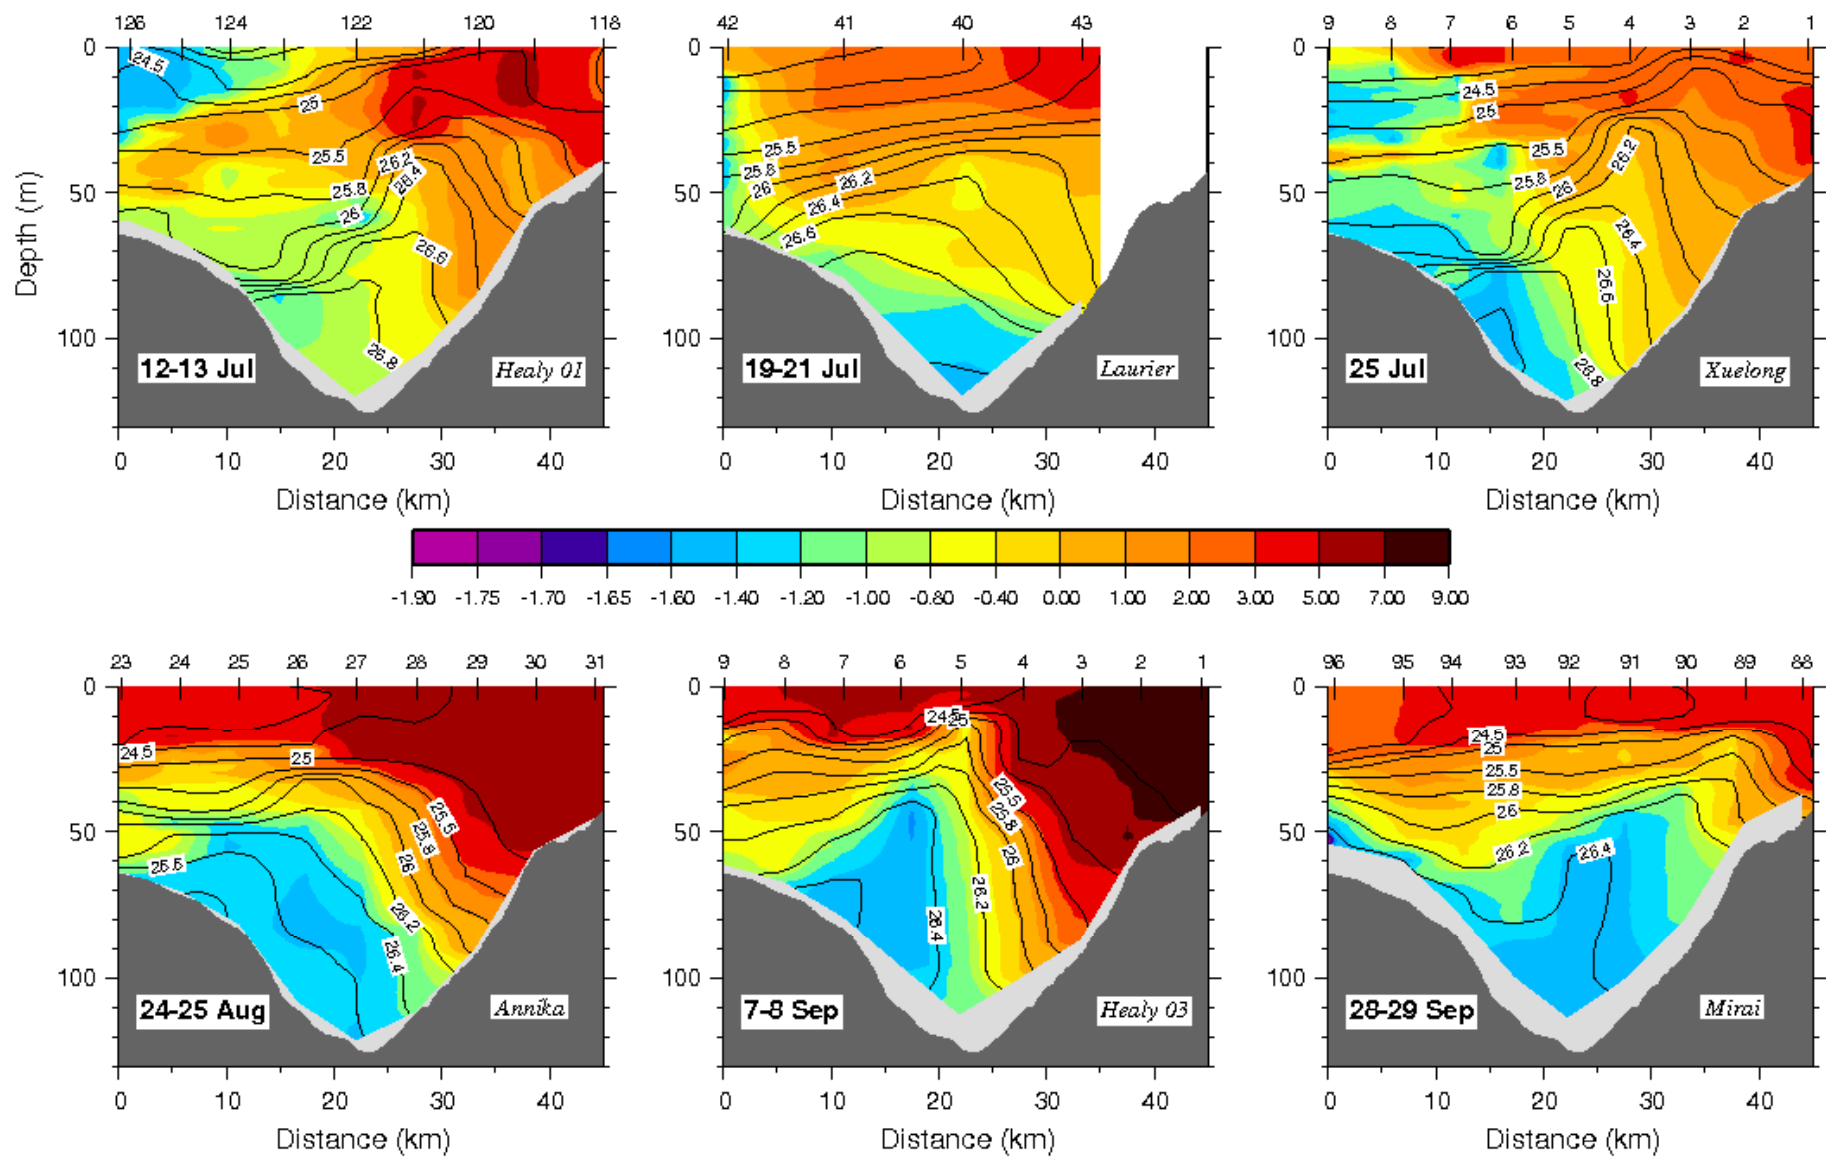 126 124 122 120 118
42 41 40 43
9 8 7 6 5 4 3 2 1
0
50
100
Depth (m)
24.5
25
25.5
25.8
26
26.2
26.4
26.6
26.8
12-13 Jul
Healy 01
0 10 20 30 40
Distance (km)
0
50
100
25.5
25.8
26
26.2
26.4
26.6
19-21 Jul
Laurier
0 10 20 30 40
Distance (km)
0
50
100
24.5
25
25.5
25.8
26
26.2
26.4
26.6
26.8
25 Jul
Xuelong
0 10 20 30 40
Distance (km)
-1.90 -1.75 -1.70 -1.65 -1.60 -1.40 -1.20 -1.00 -0.80 -0.40 0.00 1.00 2.00 3.00 5.00 7.00 9.00
23 24 25 26 27 28 29 30 31
9 8 7 6 5 4 3 2 1
96 95 94 93 92 91 90 89 88
0
50
100
Depth (m)
24.5
25
25.5
25.8
26
26.2
26.4
25.5
24-25 Aug
Annika
0 10 20 30 40
Distance (km)
0
50
100
24.5
25
25.5
25.8
26
26.2
26.4
7-8 Sep
Healy 03
0 10 20 30 40
Distance (km)
0
50
100
24.5
25
25.5
25.8
26
26.2
26.4
28-29 Sep
Mirai
0 10 20 30 40
Distance (km)